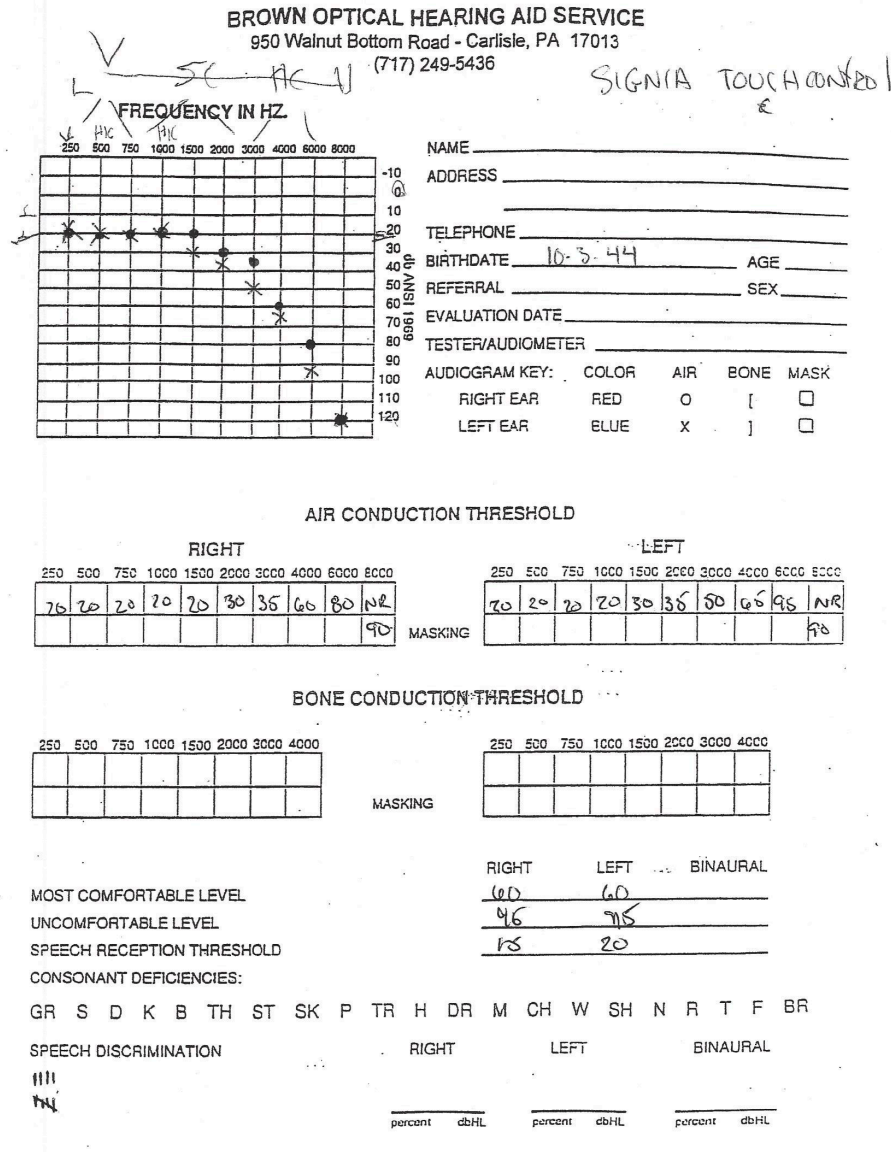 BROWN OPTICAL HEARING AID SERVICE
950 Walnut Bottom Road - Carlisle, PA 17013
(717) 249-5436
SIGNIA TOUCHCONTROL
FREQUENCY IN HZ.
250 500 750 1000 1500 2000 3000 4000 6000 8000
-10
0
10
20
30
40
50
60
70
80
90
100
110
120
db ANSI 1969
NAME
ADDRESS
TELEPHONE
BIRTHDATE 10-3-44 AGE
REFERRAL SEX
EVALUATION DATE
TESTER/AUDIOMETER
AUDIOGRAM KEY: COLOR AIR BONE MASK
RIGHT EAR RED O [ □
LEFT EAR BLUE X ] □
AIR CONDUCTION THRESHOLD
RIGHT LEFT
250 500 750 1000 1500 2000 3000 4000 6000 8000 250 500 750 1000 1500 2000 3000 4000 6000 8000
20 20 20 20 20 30 35 60 80 NR 20 20 20 20 30 35 50 65 95 NR
90 MASKING 90
BONE CONDUCTION THRESHOLD
250 500 750 1000 1500 2000 3000 4000 250 500 750 1000 1500 2000 3000 4000
MASKING
RIGHT LEFT BINAURAL
MOST COMFORTABLE LEVEL 60 60
UNCOMFORTABLE LEVEL 95
SPEECH RECEPTION THRESHOLD 15 20
CONSONANT DEFICIENCIES:
GR S D K B TH ST SK P TR H DR M CH W SH N R T F BR
SPEECH DISCRIMINATION RIGHT LEFT BINAURAL
percent dbHL percent dbHL percent dbHL